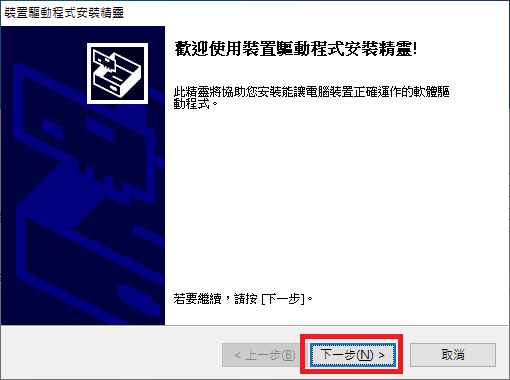 裝置驅動程式安裝精靈
歡迎使用裝置驅動程式安裝精靈!
此精靈將協助您安裝能讓電腦裝置正確運作的軟體驅
動程式。
若要繼續，請按 [下一步]。
< 上一步(B) 下一步(N) > 取消